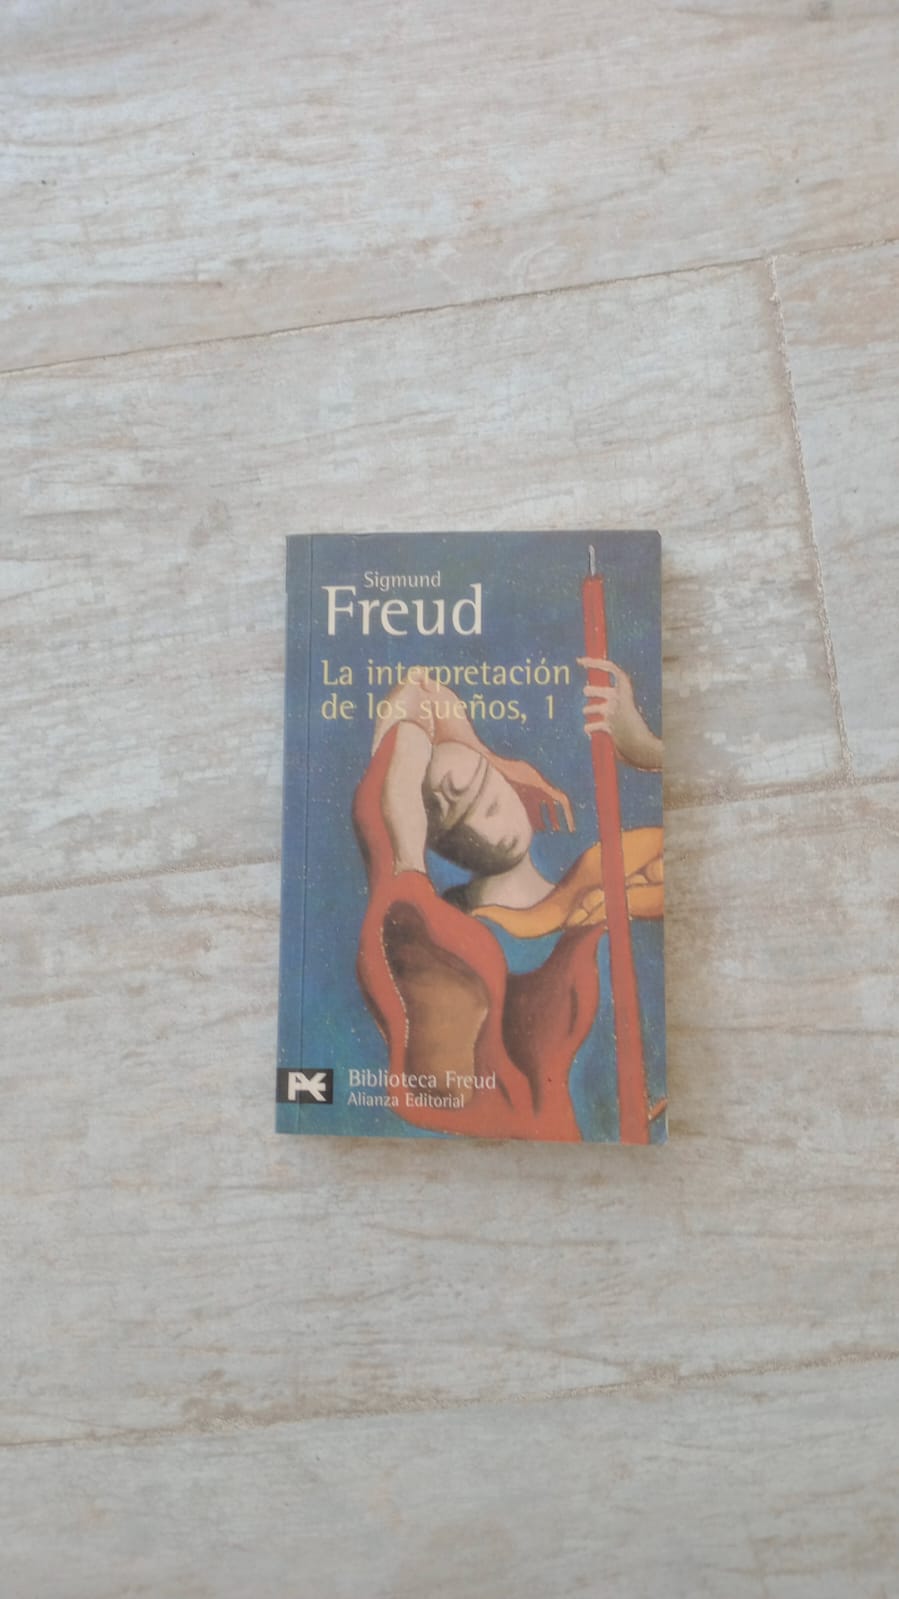 Sigmund
Freud
La interpretación
de los sueños, 1
Biblioteca Freud
Alianza Editorial